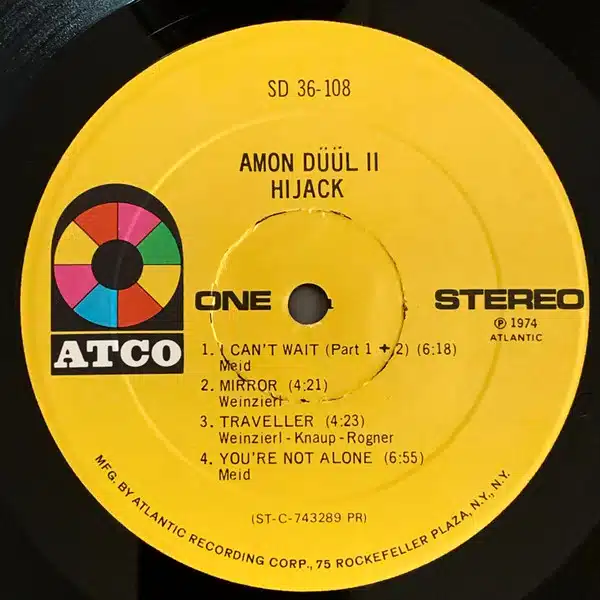 SD 36-108
AMON DÜÜL II
HIJACK
ATCO
ONE
STEREO
℗ 1974
ATLANTIC
1. I CAN'T WAIT (Part 1 + 2) (6:18)
Meid
2. MIRROR (4:21)
Weinzierl
3. TRAVELLER (4:23)
Weinzierl - Knaup - Rogner
4. YOU'RE NOT ALONE (6:55)
Meid
(ST-C-743289 PR)
MFG. BY ATLANTIC RECORDING CORP., 75 ROCKEFELLER PLAZA, N.Y., N.Y.